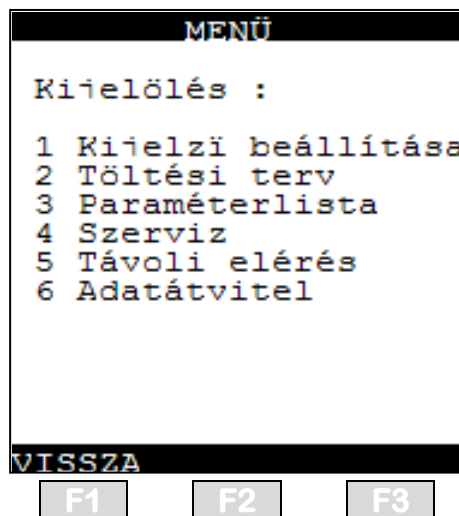 MENÜ
Kijelölés :
1 Kijelzï beállítása
2 Töltési terv
3 Paraméterlista
4 Szerviz
5 Távoli elérés
6 Adatátvitel
VISSZA
F1 F2 F3